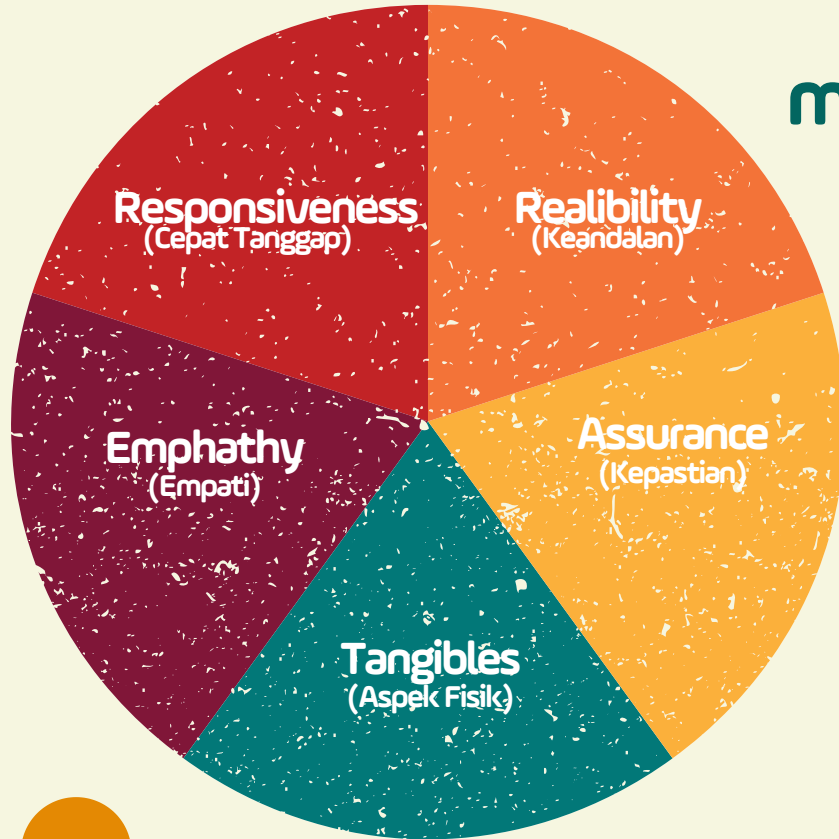 Responsiveness
(Cepat Tanggap)
Realibility
(Keandalan)
Emphathy
(Empati)
Assurance
(Kepastian)
Tangibles
(Aspek Fisik)